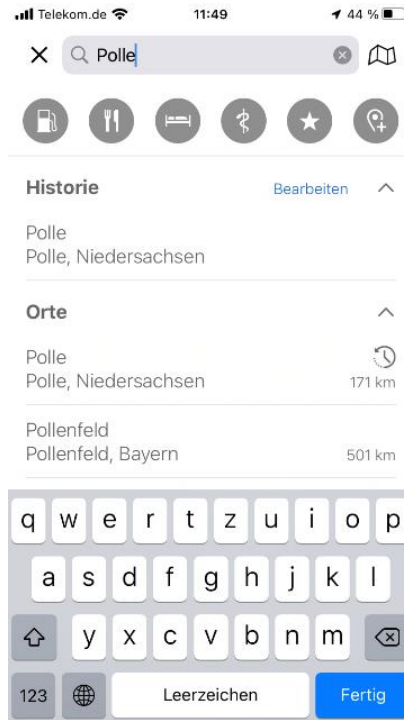 Telekom.de 11:49 44 %
Polle
Historie Bearbeiten
Polle
Polle, Niedersachsen
Orte
Polle
Polle, Niedersachsen 171 km
Pollenfeld
Pollenfeld, Bayern 501 km
q w e r t z u i o p
a s d f g h j k l
y x c v b n m
123 Leerzeichen Fertig